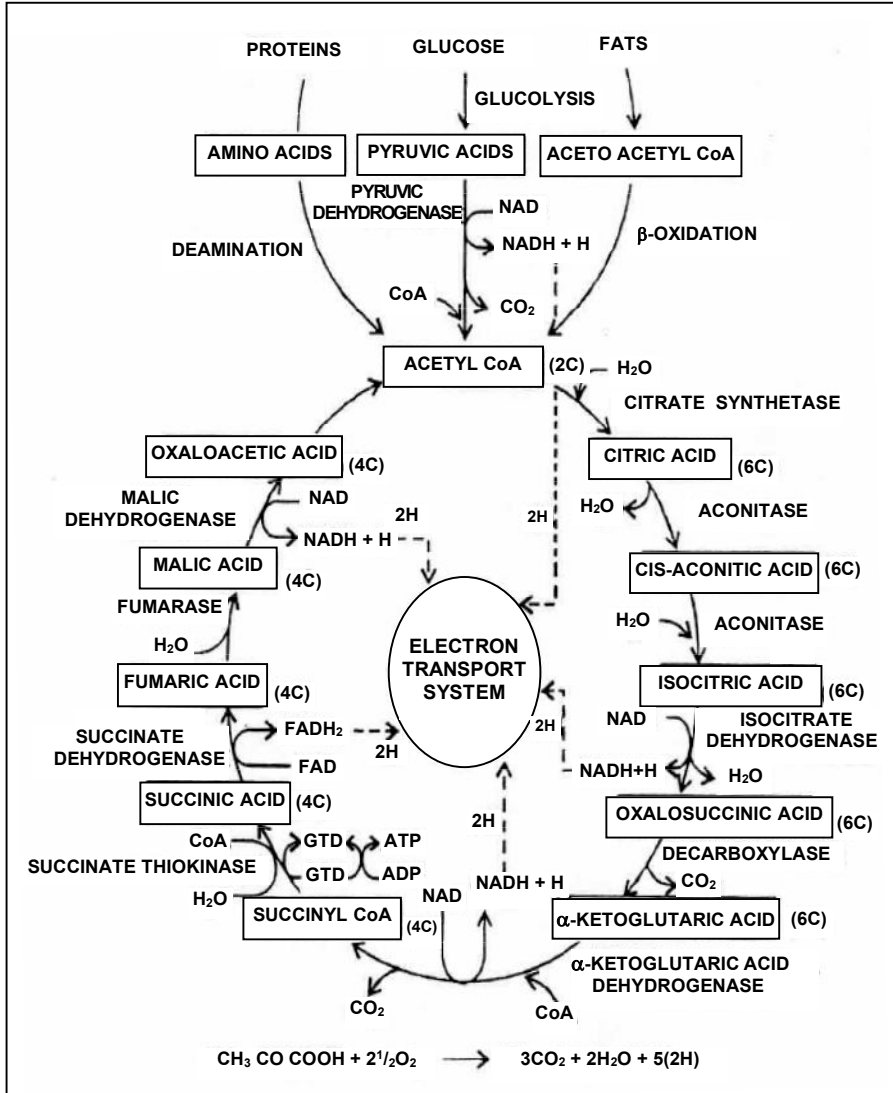 PROTEINS
GLUCOSE
FATS
GLUCOLYSIS
AMINO ACIDS
PYRUVIC ACIDS
ACETO ACETYL CoA
PYRUVIC
DEHYDROGENASE
NAD
NADH + H
DEAMINATION
β-OXIDATION
CoA
CO₂
ACETYL CoA (2C)
H₂O
CITRATE SYNTHETASE
OXALOACETIC ACID (4C)
CITRIC ACID (6C)
MALIC
DEHYDROGENASE
NAD
NADH + H
2H
2H
H₂O
ACONITASE
MALIC ACID (4C)
CIS-ACONITIC ACID (6C)
FUMARASE
H₂O
H₂O
ACONITASE
ELECTRON
TRANSPORT
SYSTEM
FUMARIC ACID (4C)
ISOCITRIC ACID (6C)
SUCCINATE
DEHYDROGENASE
FADH₂
FAD
2H
2H
NAD
ISOCITRATE
DEHYDROGENASE
NADH+H
H₂O
SUCCINIC ACID (4C)
OXALOSUCCINIC ACID (6C)
CoA
GTD
ATP
SUCCINATE THIOKINASE
GTD
ADP
H₂O
2H
DECARBOXYLASE
CO₂
NAD
NADH + H
SUCCINYL CoA (4C)
α-KETOGLUTARIC ACID (6C)
α-KETOGLUTARIC ACID
DEHYDROGENASE
CO₂
CoA
CH₃ CO COOH + 2¹/₂O₂ → 3CO₂ + 2H₂O + 5(2H)